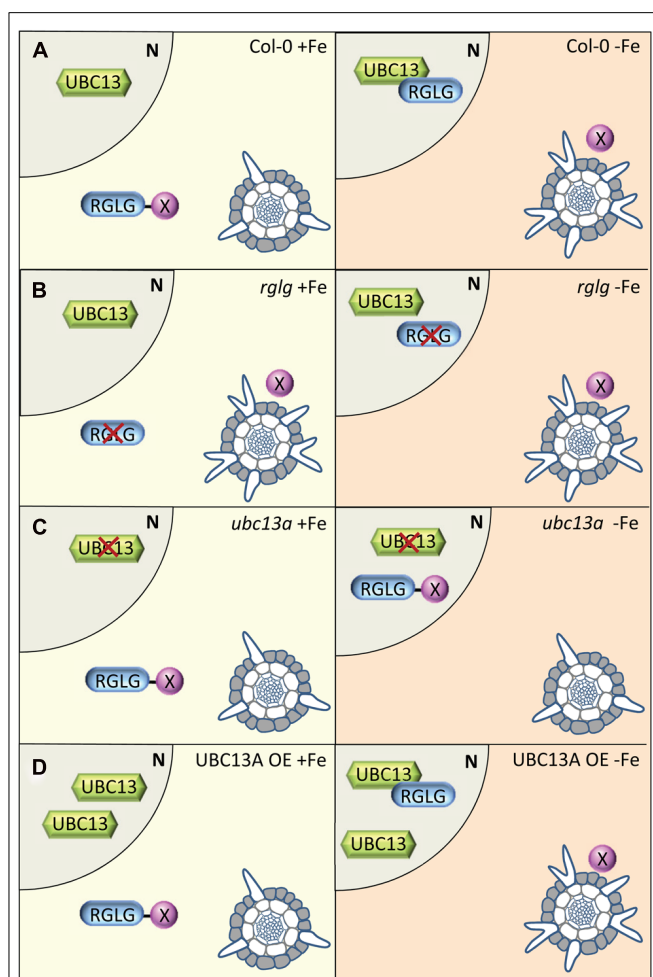 A
N
Col-0 +Fe
UBC13
RGLG
X
N
Col-0 -Fe
UBC13
RGLG
X
B
N
rglg +Fe
UBC13
X
RGLG
N
rglg -Fe
UBC13
RGLG
X
C
N
ubc13a +Fe
UBC13
RGLG
X
N
ubc13a -Fe
UBC13
RGLG
X
D
N
UBC13A OE +Fe
UBC13
UBC13
RGLG
X
N
UBC13A OE -Fe
UBC13
RGLG
UBC13
X